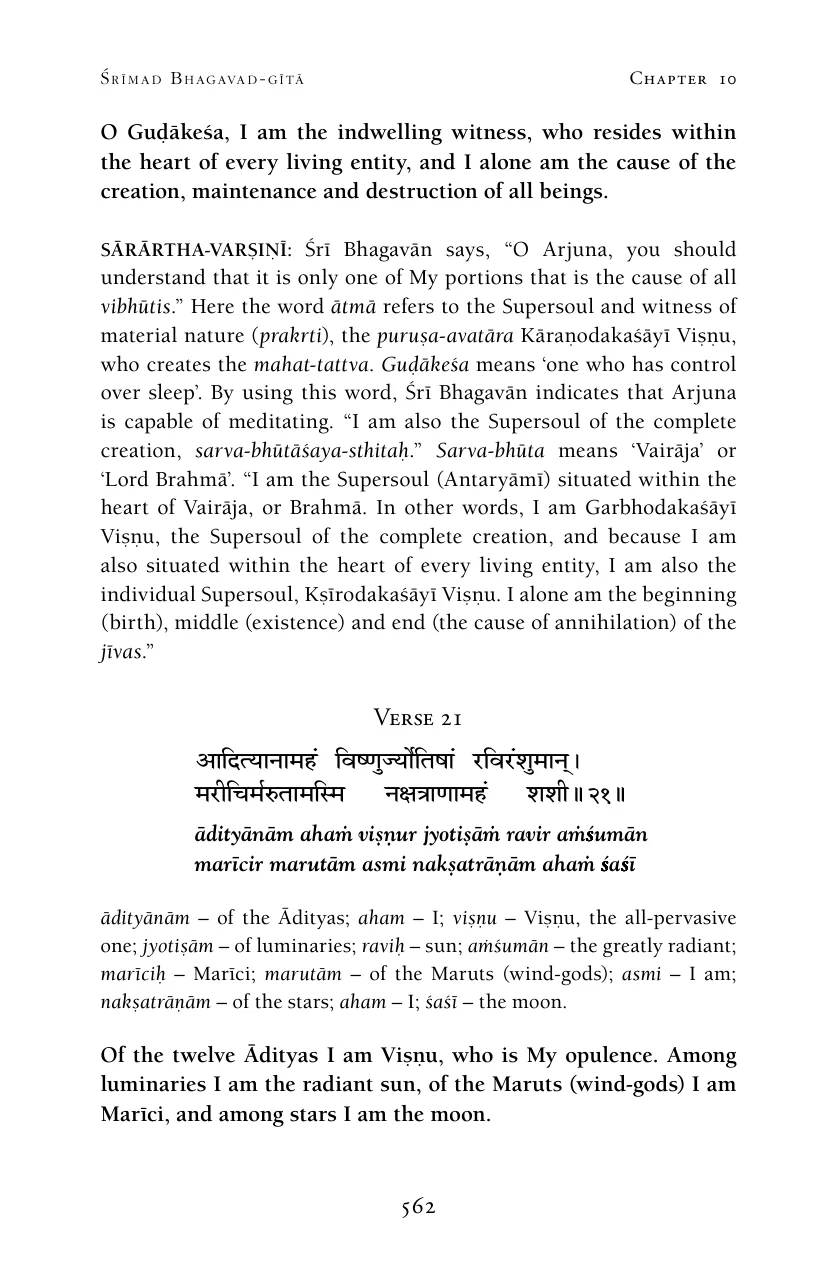 Śrīmad Bhagavad-gītā Chapter 10
O Guḍākeśa, I am the indwelling witness, who resides within
the heart of every living entity, and I alone am the cause of the
creation, maintenance and destruction of all beings.
SĀRĀRTHA-VARṢIṆĪ: Śrī Bhagavān says, “O Arjuna, you should
understand that it is only one of My portions that is the cause of all
vibhūtis.” Here the word ātmā refers to the Supersoul and witness of
material nature (prakrti), the puruṣa-avatāra Kāraṇodakaśāyī Viṣṇu,
who creates the mahat-tattva. Guḍākeśa means ‘one who has control
over sleep’. By using this word, Śrī Bhagavān indicates that Arjuna
is capable of meditating. “I am also the Supersoul of the complete
creation, sarva-bhūtāśaya-sthitaḥ.” Sarva-bhūta means ‘Vairāja’ or
‘Lord Brahmā’. “I am the Supersoul (Antaryāmī) situated within the
heart of Vairāja, or Brahmā. In other words, I am Garbhodakaśāyī
Viṣṇu, the Supersoul of the complete creation, and because I am
also situated within the heart of every living entity, I am also the
individual Supersoul, Kṣīrodakaśāyī Viṣṇu. I alone am the beginning
(birth), middle (existence) and end (the cause of annihilation) of the
jīvas.”
Verse 21
आदित्यानामहं विष्णुर्ज्योतिषां रविरंशुमान्।
मरीचिर्मरुतामस्मि नक्षत्राणामहं शशी॥२१॥
ādityānām ahaṁ viṣṇur jyotiṣāṁ ravir aṁśumān
marīcir marutām asmi nakṣatrāṇām ahaṁ śaśī
ādityānām – of the Ādityas; aham – I; viṣṇu – Viṣṇu, the all-pervasive
one; jyotiṣām – of luminaries; raviḥ – sun; aṁśumān – the greatly radiant;
marīciḥ – Marīci; marutām – of the Maruts (wind-gods); asmi – I am;
nakṣatrāṇām – of the stars; aham – I; śaśī – the moon.
Of the twelve Ādityas I am Viṣṇu, who is My opulence. Among
luminaries I am the radiant sun, of the Maruts (wind-gods) I am
Marīci, and among stars I am the moon.
562